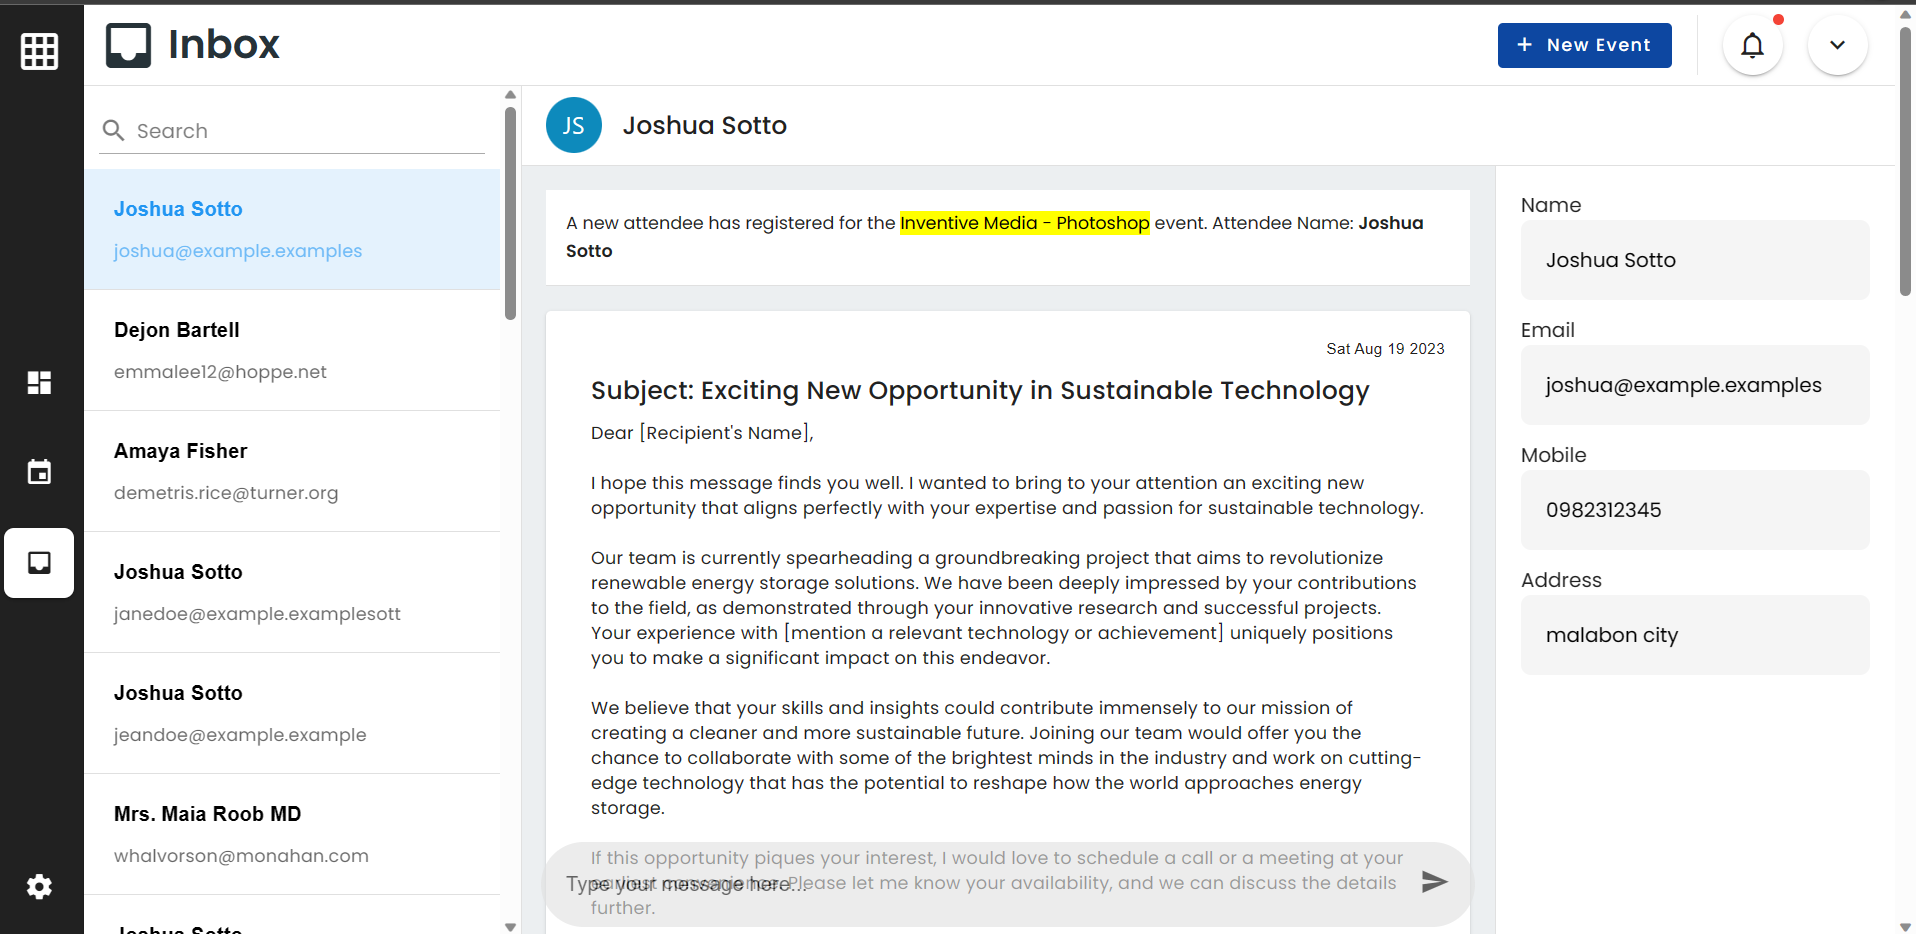 Inbox
+ New Event
Search
Joshua Sotto
joshua@example.examples
Dejon Bartell
emmalee12@hoppe.net
Amaya Fisher
demetris.rice@turner.org
Joshua Sotto
janedoe@example.examplesott
Joshua Sotto
jeandoe@example.example
Mrs. Maia Roob MD
whalvorson@monahan.com
Joshua Sotto
JS
Joshua Sotto
A new attendee has registered for the Inventive Media - Photoshop event. Attendee Name: Joshua
Sotto
Sat Aug 19 2023
Subject: Exciting New Opportunity in Sustainable Technology
Dear [Recipient's Name],
I hope this message finds you well. I wanted to bring to your attention an exciting new
opportunity that aligns perfectly with your expertise and passion for sustainable technology.
Our team is currently spearheading a groundbreaking project that aims to revolutionize
renewable energy storage solutions. We have been deeply impressed by your contributions
to the field, as demonstrated through your innovative research and successful projects.
Your experience with [mention a relevant technology or achievement] uniquely positions
you to make a significant impact on this endeavor.
We believe that your skills and insights could contribute immensely to our mission of
creating a cleaner and more sustainable future. Joining our team would offer you the
chance to collaborate with some of the brightest minds in the industry and work on cutting-
edge technology that has the potential to reshape how the world approaches energy
storage.
If this opportunity piques your interest, I would love to schedule a call or a meeting at your
earliest convenience. Please let me know your availability, and we can discuss the details
further.
Type your message here...
Name
Joshua Sotto
Email
joshua@example.examples
Mobile
0982312345
Address
malabon city